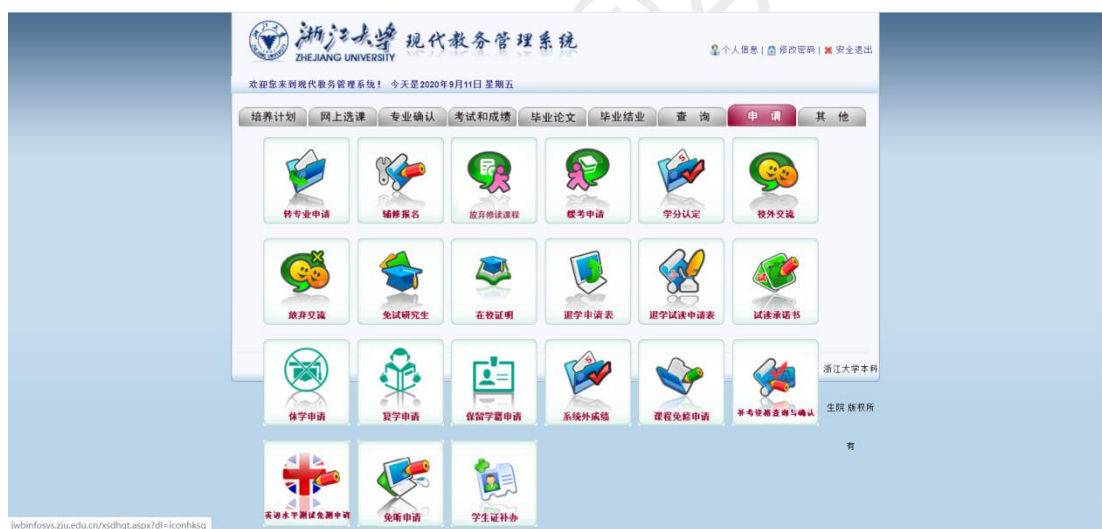 浙江大学 现代教务管理系统
ZHEJIANG UNIVERSITY
个人信息 | 修改密码 | 安全退出
欢迎您来到现代教务管理系统! 今天是2020年9月11日 星期五
培养计划 网上选课 专业确认 考试和成绩 毕业论文 毕业结业 查 询 申 请 其 他
转专业申请 辅修报名 放弃修读课程 缓考申请 学分认定 校外交流
放弃交流 免试研究生 在校证明 退学申请表 退学试读申请表 试读承诺书
浙江大学本科
休学申请 复学申请 保留学籍申请 系统外成绩 课程免修申请 补考资格查询与确认
生院 版权所
有
英语水平测试免测申请 免听申请 学生证补办
jwbinfosys.zju.edu.cn/xsdhqt.aspx?dl=iconhksq